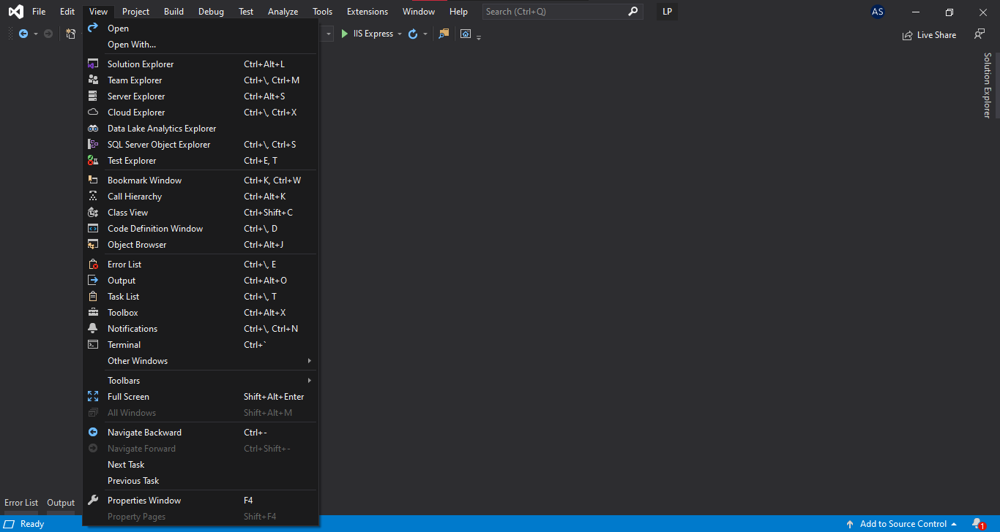 File Edit View Project Build Debug Test Analyze Tools Extensions Window Help Search (Ctrl+Q) LP AS
IIS Express Live Share
Open
Open With...
Solution Explorer Ctrl+Alt+L
Team Explorer Ctrl+\, Ctrl+M
Server Explorer Ctrl+Alt+S
Cloud Explorer Ctrl+\, Ctrl+X
Data Lake Analytics Explorer
SQL Server Object Explorer Ctrl+\, Ctrl+S
Test Explorer Ctrl+E, T
Bookmark Window Ctrl+K, Ctrl+W
Call Hierarchy Ctrl+Alt+K
Class View Ctrl+Shift+C
Code Definition Window Ctrl+\, D
Object Browser Ctrl+Alt+J
Error List Ctrl+\, E
Output Ctrl+Alt+O
Task List Ctrl+\, T
Toolbox Ctrl+Alt+X
Notifications Ctrl+\, Ctrl+N
Terminal Ctrl+`
Other Windows
Toolbars
Full Screen Shift+Alt+Enter
All Windows Shift+Alt+M
Navigate Backward Ctrl+-
Navigate Forward Ctrl+Shift+-
Next Task
Previous Task
Properties Window F4
Property Pages Shift+F4
Solution Explorer
Error List Output
Ready Add to Source Control 1